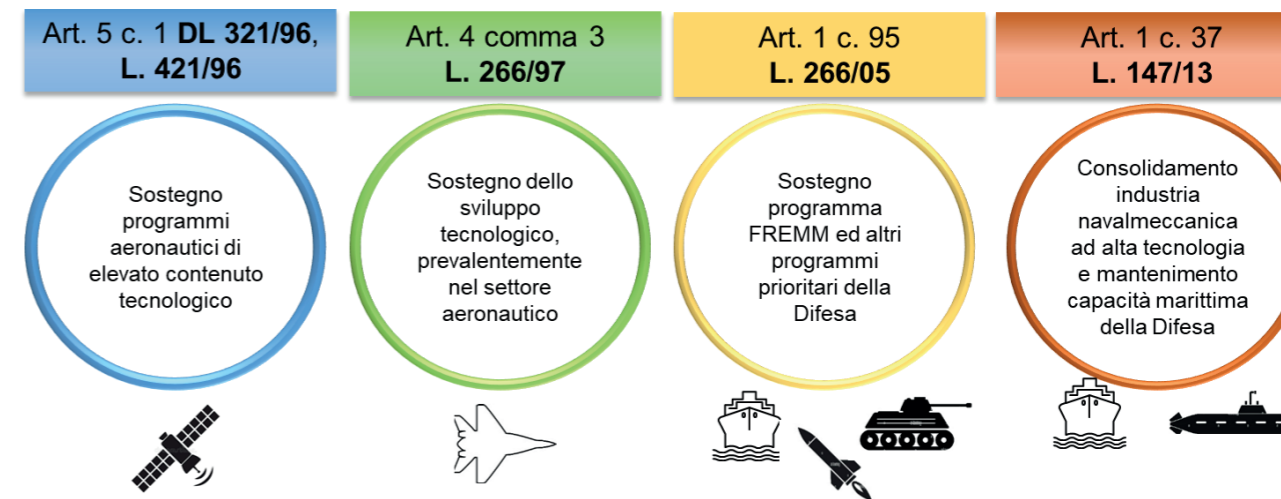 Art. 5 c. 1 DL 321/96,
L. 421/96
Sostegno
programmi
aeronautici di
elevato contenuto
tecnologico
Art. 4 comma 3
L. 266/97
Sostegno dello
sviluppo
tecnologico,
prevalentemente
nel settore
aeronautico
Art. 1 c. 95
L. 266/05
Sostegno
programma
FREMM ed altri
programmi
prioritari della
Difesa
Art. 1 c. 37
L. 147/13
Consolidamento
industria
navalmeccanica
ad alta tecnologia
e mantenimento
capacità marittima
della Difesa